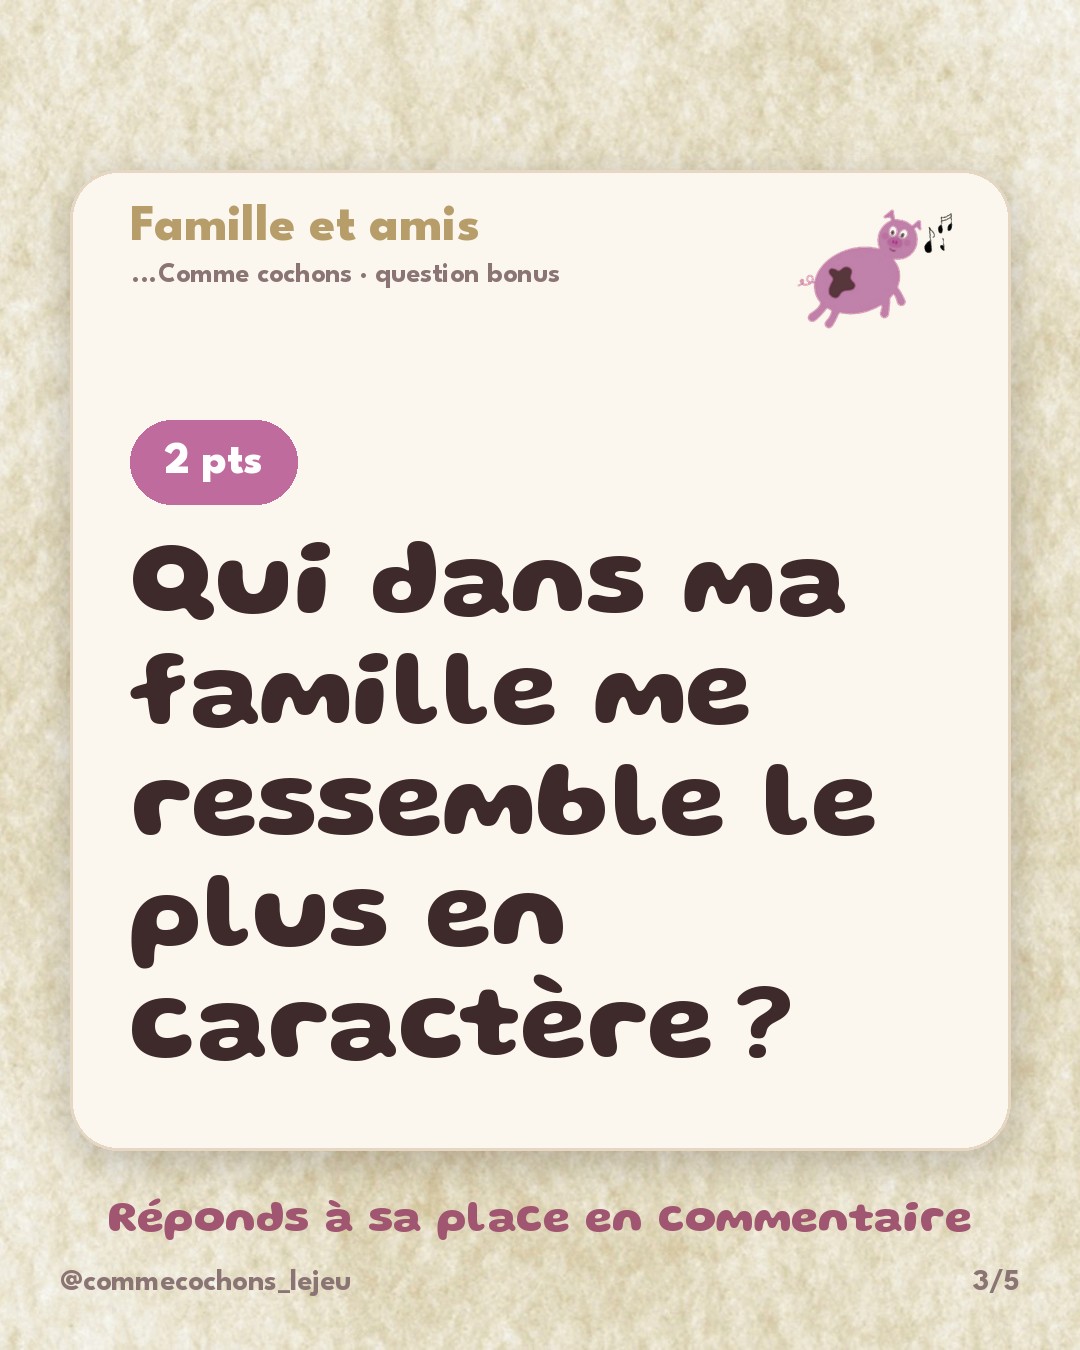 Famille et amis
...Comme cochons · question bonus
2 pts
Qui dans ma
famille me
ressemble le
plus en
caractère ?
Réponds à sa place en commentaire
@commecochons_lejeu
3/5